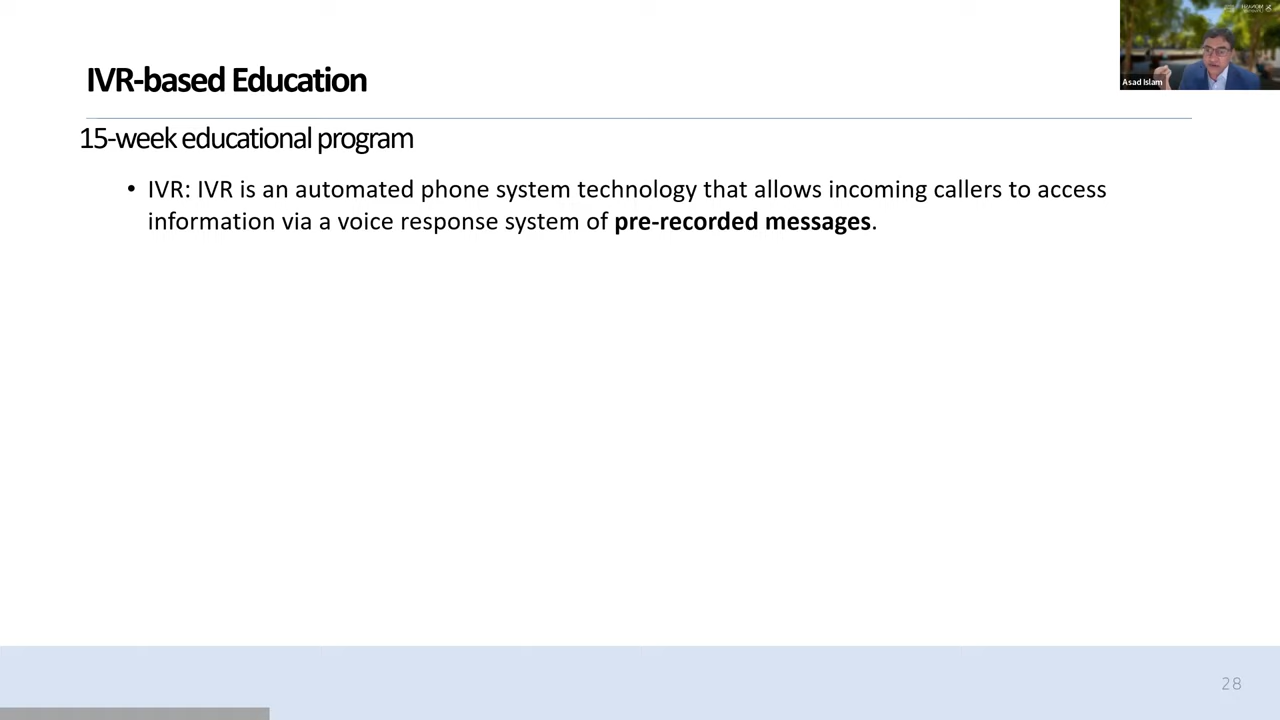 IVR-based Education
Asad Islam
15-week educational program
• IVR: IVR is an automated phone system technology that allows incoming callers to access
information via a voice response system of pre-recorded messages.
28